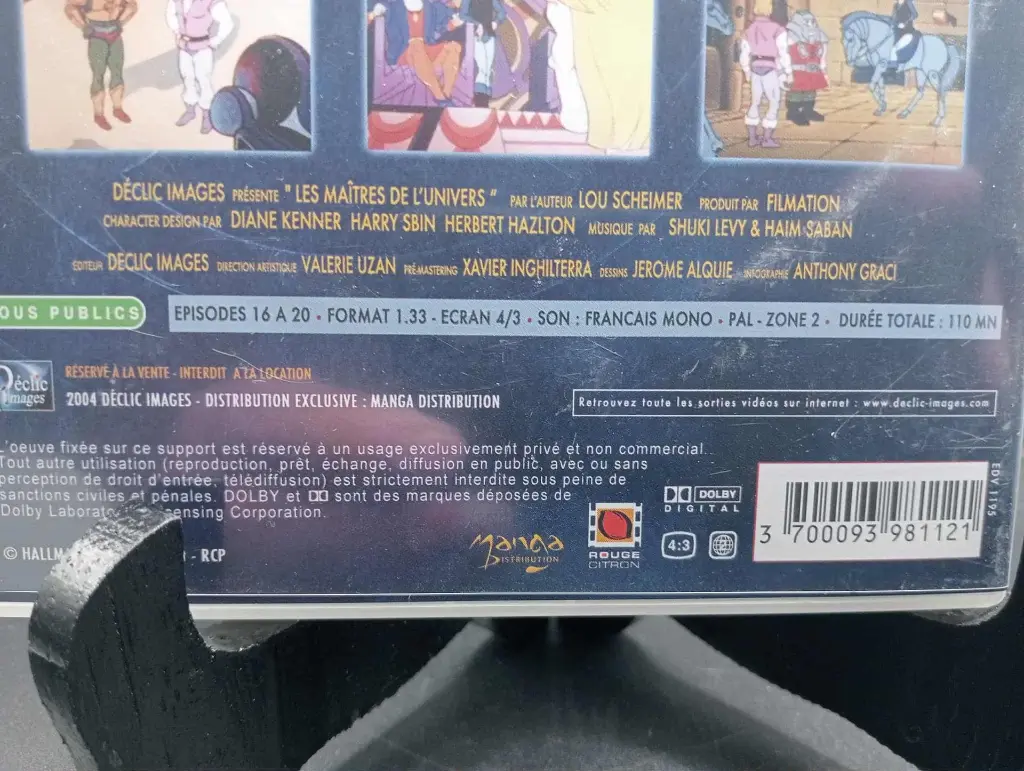 DÉCLIC IMAGES PRÉSENTE " LES MAÎTRES DE L'UNIVERS " PAR L'AUTEUR LOU SCHEIMER PRODUIT PAR FILMATION
CHARACTER DESIGN PAR DIANE KENNER HARRY SBIN HERBERT HAZLTON MUSIQUE PAR SHUKI LEVY & HAIM SABAN
ÉDITEUR DECLIC IMAGES DIRECTION ARTISTIQUE VALERIE UZAN PRÉ-MASTERING XAVIER INGHILTERRA DESSINS JEROME ALQUIE INFOGRAPHIE ANTHONY GRACI
OUS PUBLICS
EPISODES 16 A 20 • FORMAT 1.33 - ECRAN 4/3 • SON : FRANCAIS MONO • PAL - ZONE 2 • DURÉE TOTALE : 110 MN
Déclic Images
RÉSERVÉ À LA VENTE - INTERDIT A LA LOCATION
2004 DÉCLIC IMAGES - DISTRIBUTION EXCLUSIVE : MANGA DISTRIBUTION
Retrouvez toute les sorties vidéos sur internet : www.declic-images.com
L'oeuve fixée sur ce support est réservé à un usage exclusivement privé et non commercial.
Tout autre utilisation (reproduction, prêt, échange, diffusion en public, avec ou sans
perception de droit d'entrée, télédiffusion) est strictement interdite sous peine de
sanctions civiles et pénales. DOLBY et DD sont des marques déposées de
Dolby Laborato ensing Corporation.
© HALLM - RCP
Manga
DISTRIBUTION
ROUGE
CITRON
DOLBY
DIGITAL
4:3
2
EDV 1195
3 700093 981121